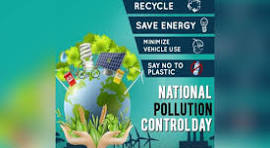 RECYCLE
SAVE ENERGY
MINIMIZE
VEHICLE USE
SAY NO TO
PLASTIC
NATIONAL
POLLUTION
CONTROL DAY